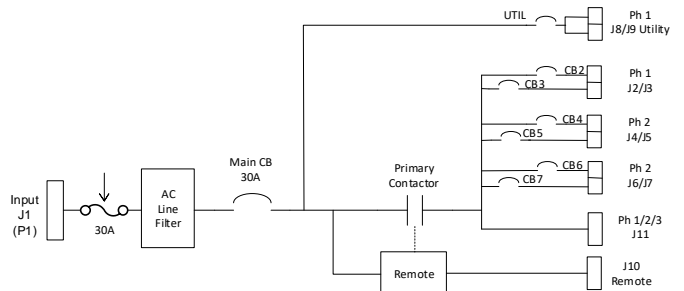 UTIL
Ph 1
J8/J9 Utility
CB2
Ph 1
CB3
J2/J3
CB4
Ph 2
CB5
J4/J5
Main CB
30A
Primary
Contactor
CB6
Ph 2
CB7
J6/J7
Input
J1
(P1)
30A
AC
Line
Filter
Ph 1/2/3
J11
Remote
J10
Remote